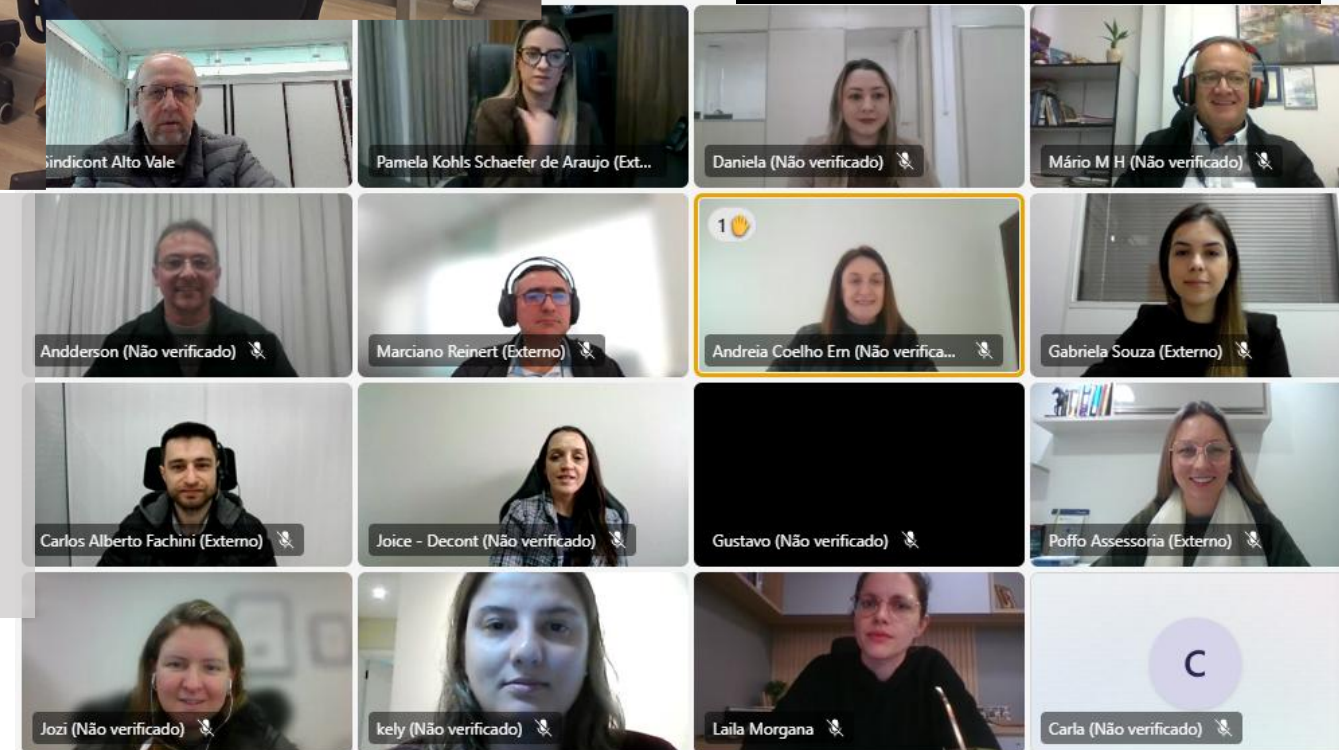 Sindicont Alto Vale
Pamela Kohls Schaefer de Araujo (Ext...
Daniela (Não verificado)
Mário M H (Não verificado)
1
Andderson (Não verificado)
Marciano Reinert (Externo)
Andreia Coelho Ern (Não verifica...
Gabriela Souza (Externo)
Carlos Alberto Fachini (Externo)
Joice - Decont (Não verificado)
Gustavo (Não verificado)
Poffo Assessoria (Externo)
Jozi (Não verificado)
kely (Não verificado)
Laila Morgana
C
Carla (Não verificado)